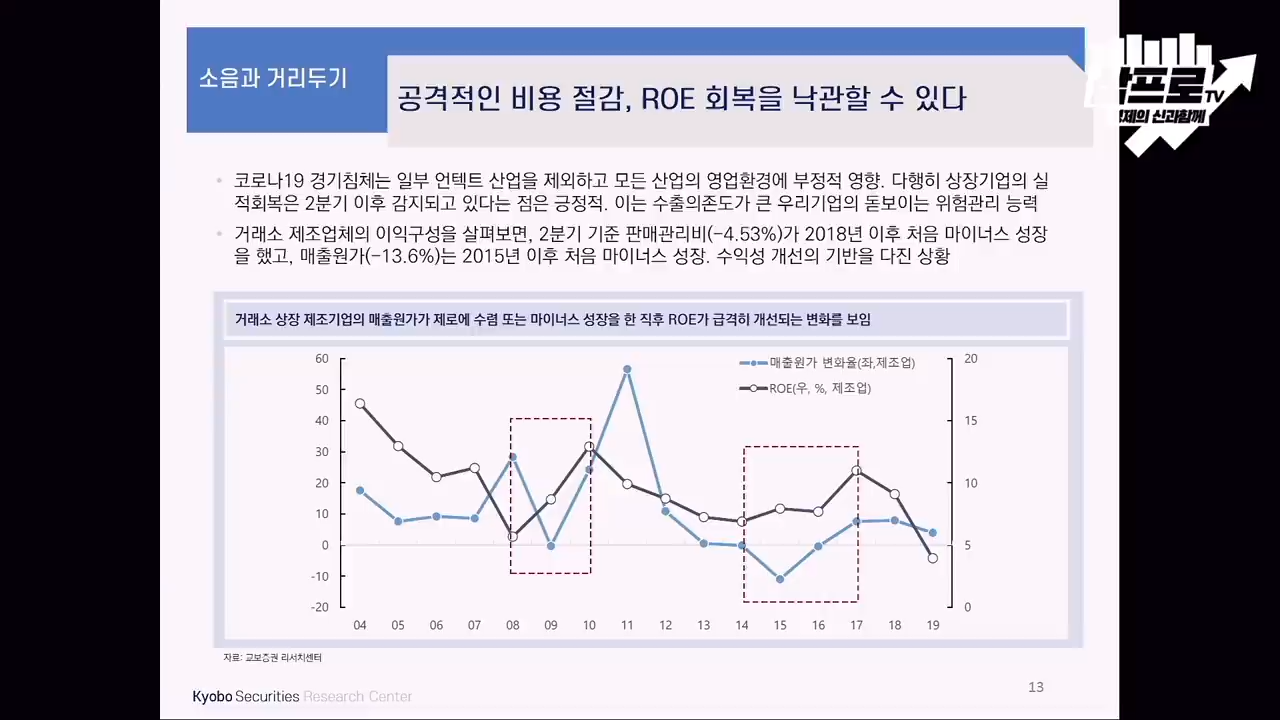 소음과 거리두기
공격적인 비용 절감, ROE 회복을 낙관할 수 있다
프로TV
제의 신과함께
• 코로나19 경기침체는 일부 언텍트 산업을 제외하고 모든 산업의 영업환경에 부정적 영향. 다행히 상장기업의 실
적회복은 2분기 이후 감지되고 있다는 점은 긍정적. 이는 수출의존도가 큰 우리기업의 돋보이는 위험관리 능력
• 거래소 제조업체의 이익구성을 살펴보면, 2분기 기준 판매관리비(-4.53%)가 2018년 이후 처음 마이너스 성장
을 했고, 매출원가(-13.6%)는 2015년 이후 처음 마이너스 성장. 수익성 개선의 기반을 다진 상황
거래소 상장 제조기업의 매출원가가 제로에 수렴 또는 마이너스 성장을 한 직후 ROE가 급격히 개선되는 변화를 보임
매출원가 변화율(좌,제조업)
ROE(우, %, 제조업)
60
50
40
30
20
10
0
-10
-20
20
15
10
5
0
04 05 06 07 08 09 10 11 12 13 14 15 16 17 18 19
자료: 교보증권 리서치센터
Kyobo Securities Research Center
13